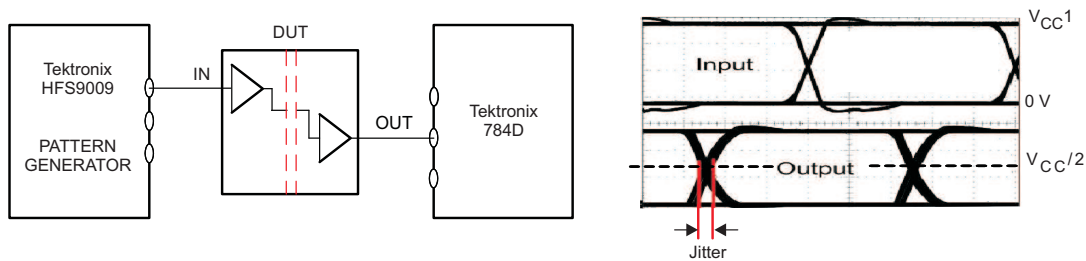 Tektronix
HFS9009
PATTERN
GENERATOR
IN
DUT
OUT
Tektronix
784D
Input
Output
VCC1
0 V
VCC/2
Jitter